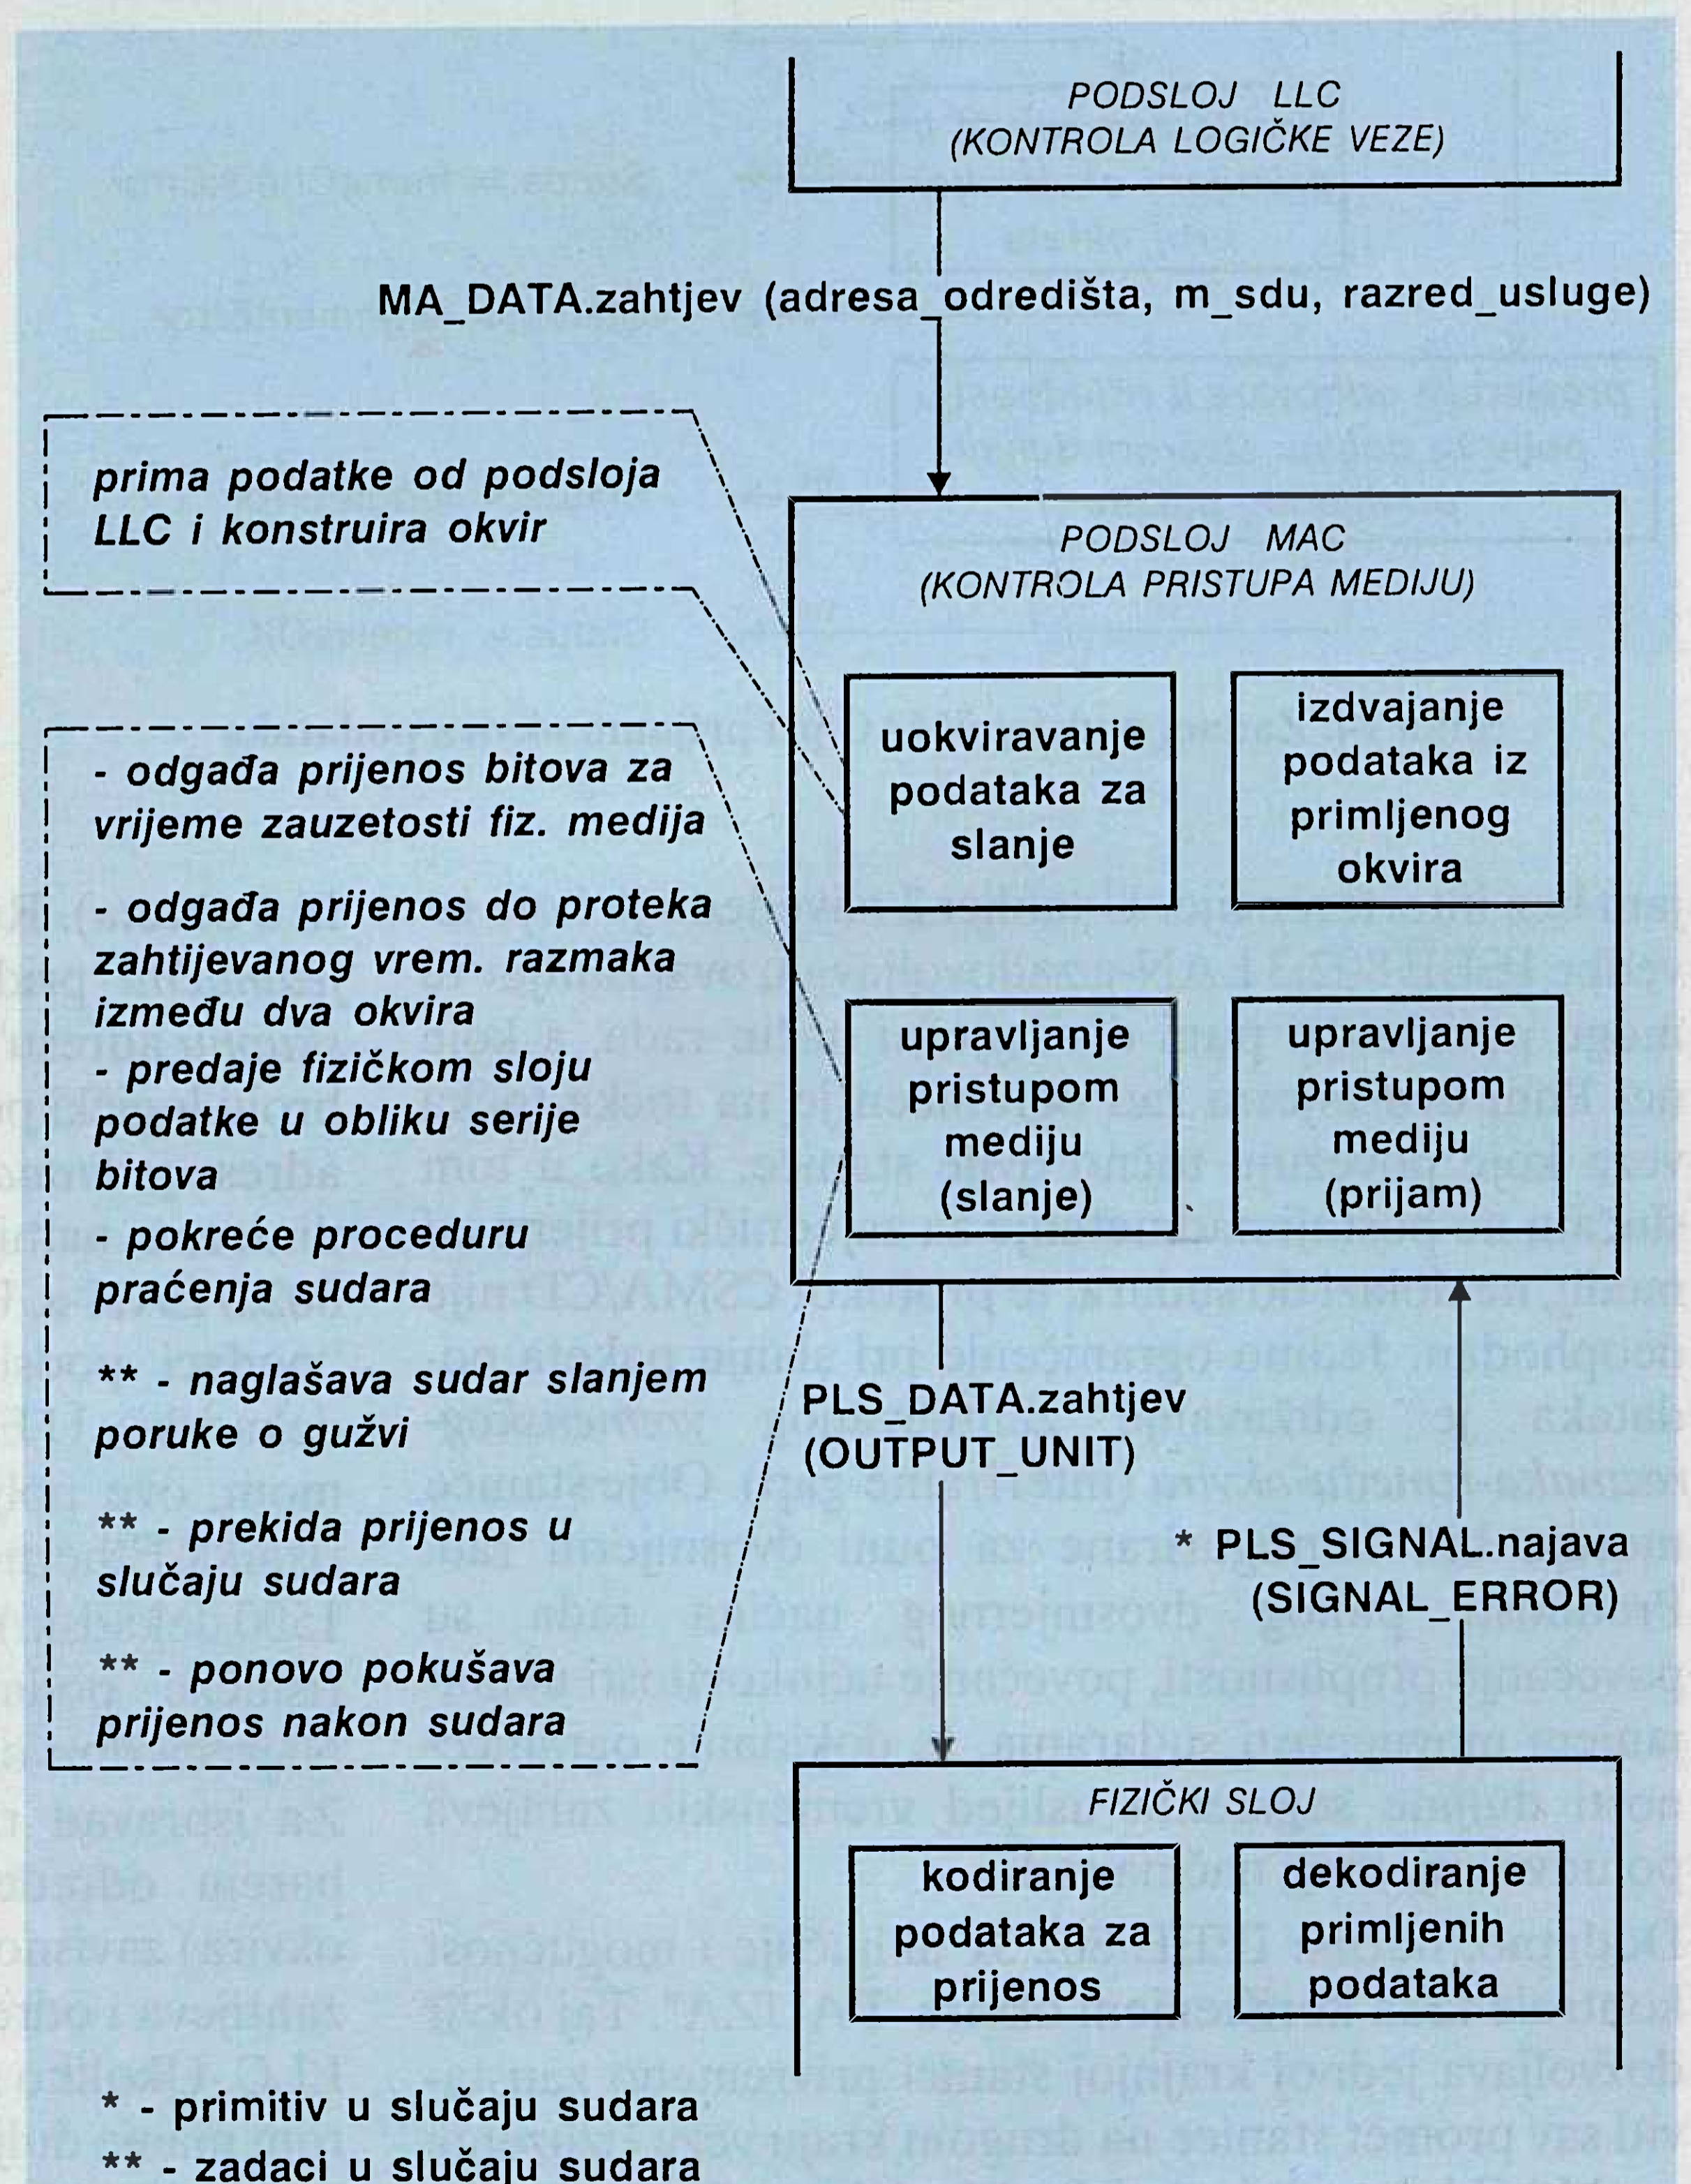 PODSLOJ LLC
(KONTROLA LOGIČKE VEZE)
MA_DATA.zahtjev (adresa_odredišta, m_sdu, razred_usluge)
prima podatke od podsloja
LLC i konstruira okvir
PODSLOJ MAC
(KONTROLA PRISTUPA MEDIJU)
uokviravanje
podataka za
slanje
izdvajanje
podataka iz
primljenog
okvira
- odgađa prijenos bitova za
vrijeme zauzetosti fiz. medija
- odgađa prijenos do proteka
zahtijevanog vrem. razmaka
između dva okvira
- predaje fizičkom sloju
podatke u obliku serije
bitova
- pokreće proceduru
praćenja sudara
** - naglašava sudar slanjem
poruke o gužvi
** - prekida prijenos u
slučaju sudara
** - ponovo pokušava
prijenos nakon sudara
upravljanje
pristupom
mediju
(slanje)
upravljanje
pristupom
mediju
(prijam)
PLS_DATA.zahtjev
(OUTPUT_UNIT)
* PLS_SIGNAL.najava
(SIGNAL_ERROR)
FIZIČKI SLOJ
kodiranje
podataka za
prijenos
dekodiranje
primljenih
podataka
* - primitiv u slučaju sudara
** - zadaci u slučaju sudara